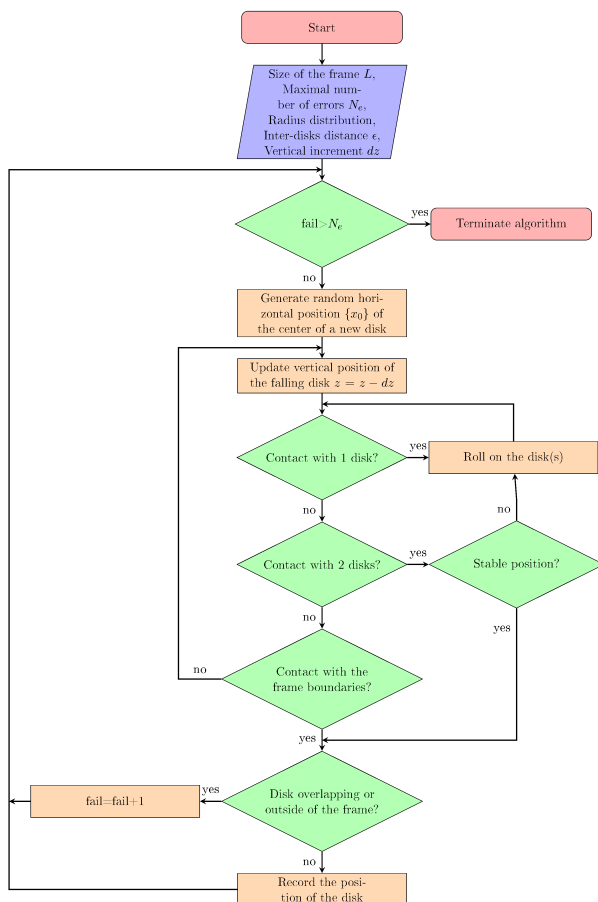 Start
Size of the frame L,
Maximal num-
ber of errors Nₑ,
Radius distribution,
Inter-disks distance ϵ,
Vertical increment dz
fail>Nₑ
yes
Terminate algorithm
no
Generate random hori-
zontal position {x₀} of
the center of a new disk
Update vertical position of
the falling disk z = z − dz
Contact with 1 disk?
yes
Roll on the disk(s)
no
no
Contact with 2 disks?
yes
Stable position?
no
yes
Contact with the
frame boundaries?
no
yes
Disk overlapping or
outside of the frame?
yes
fail=fail+1
no
Record the posi-
tion of the disk